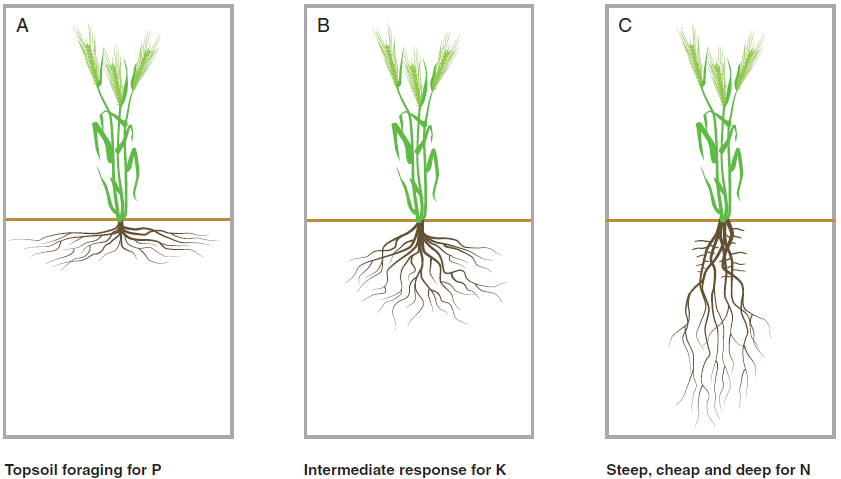 A
B
C
Topsoil foraging for P
Intermediate response for K
Steep, cheap and deep for N